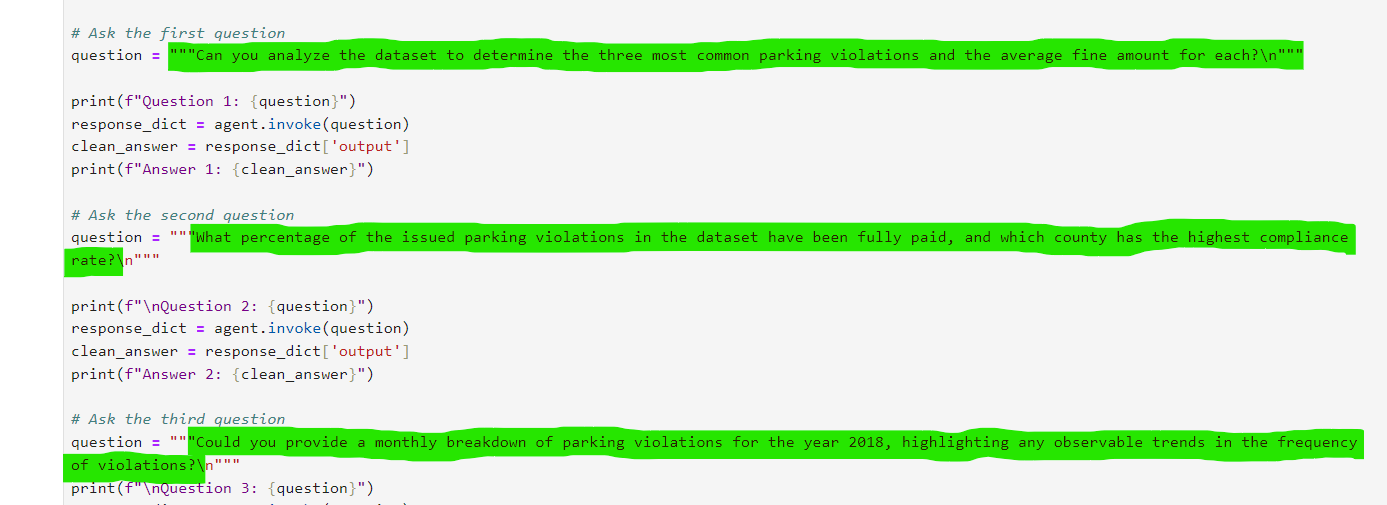 # Ask the first question
question = """Can you analyze the dataset to determine the three most common parking violations and the average fine amount for each?\n"""
print(f"Question 1: {question}")
response_dict = agent.invoke(question)
clean_answer = response_dict['output']
print(f"Answer 1: {clean_answer}")
# Ask the second question
question = """What percentage of the issued parking violations in the dataset have been fully paid, and which county has the highest compliance
rate?\n"""
print(f"\nQuestion 2: {question}")
response_dict = agent.invoke(question)
clean_answer = response_dict['output']
print(f"Answer 2: {clean_answer}")
# Ask the third question
question = """Could you provide a monthly breakdown of parking violations for the year 2018, highlighting any observable trends in the frequency
of violations?\n"""
print(f"\nQuestion 3: {question}")